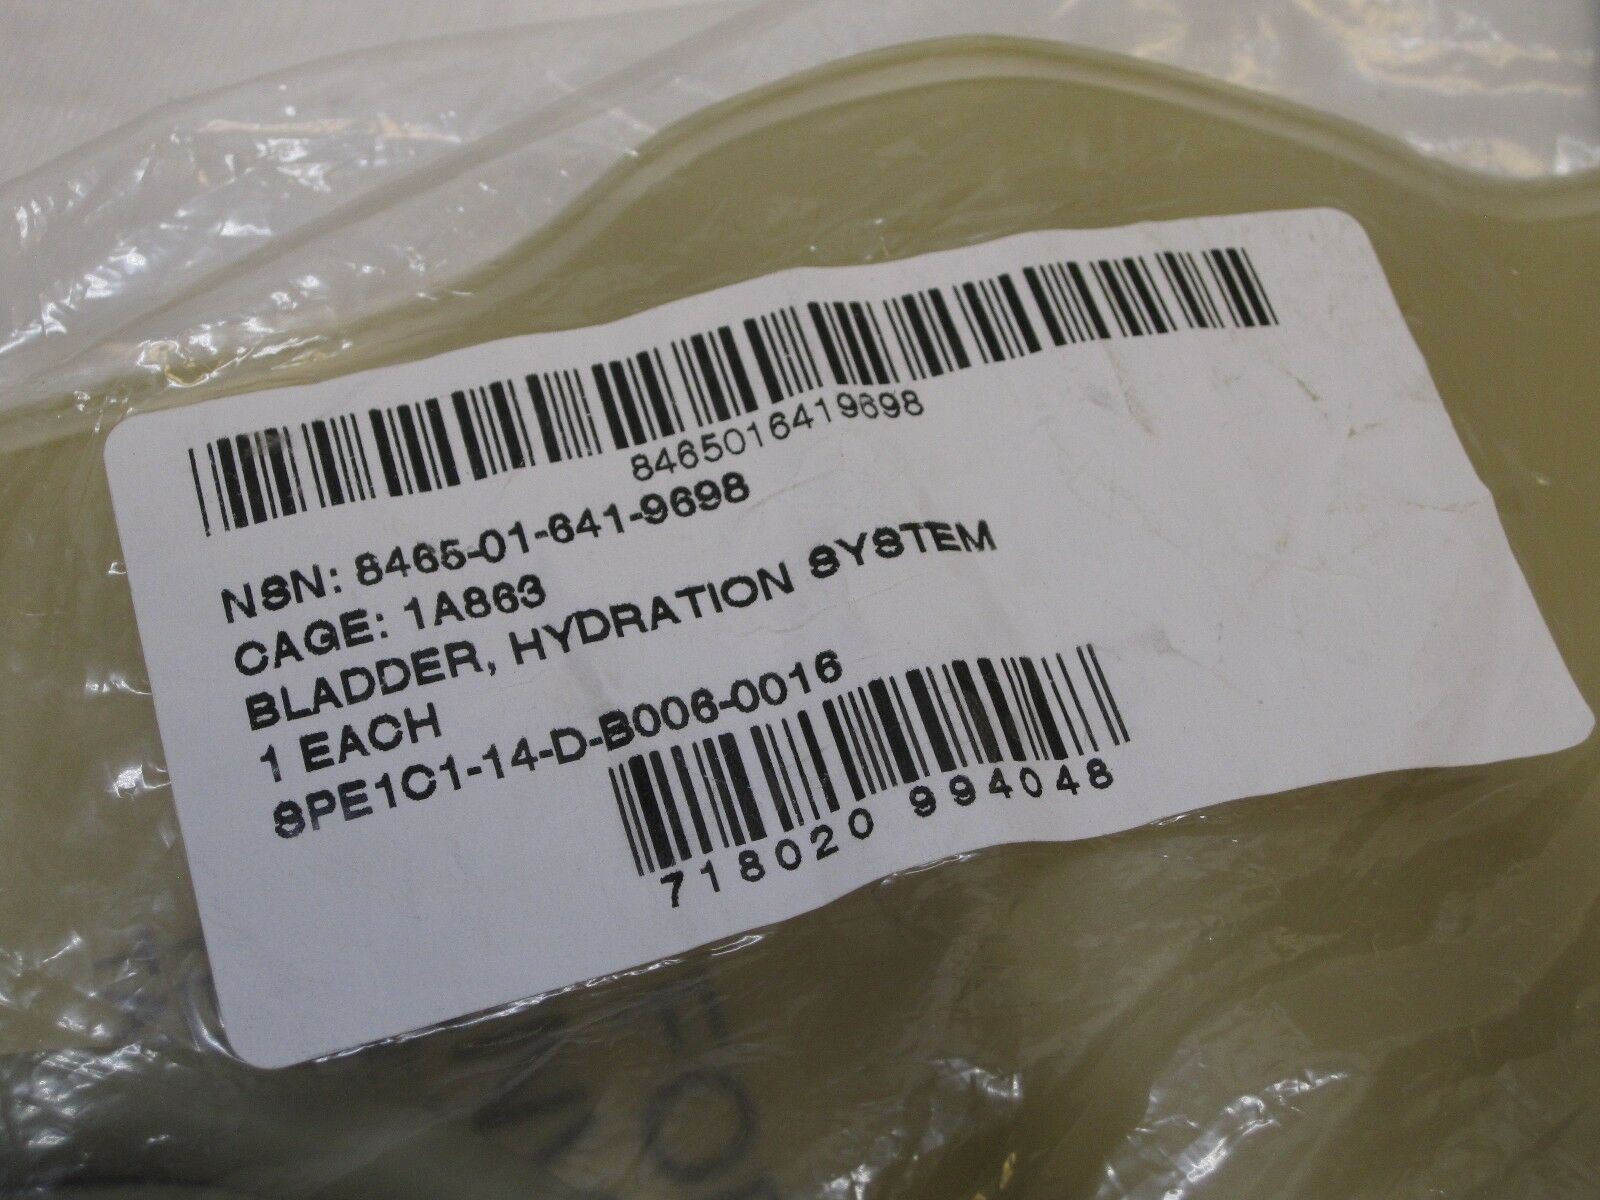 8465016419698
NSN: 8465-01-641-9698
CAGE: 1A863
BLADDER, HYDRATION SYSTEM
1 EACH
SPE1C1-14-D-B006-0016
718020 994048